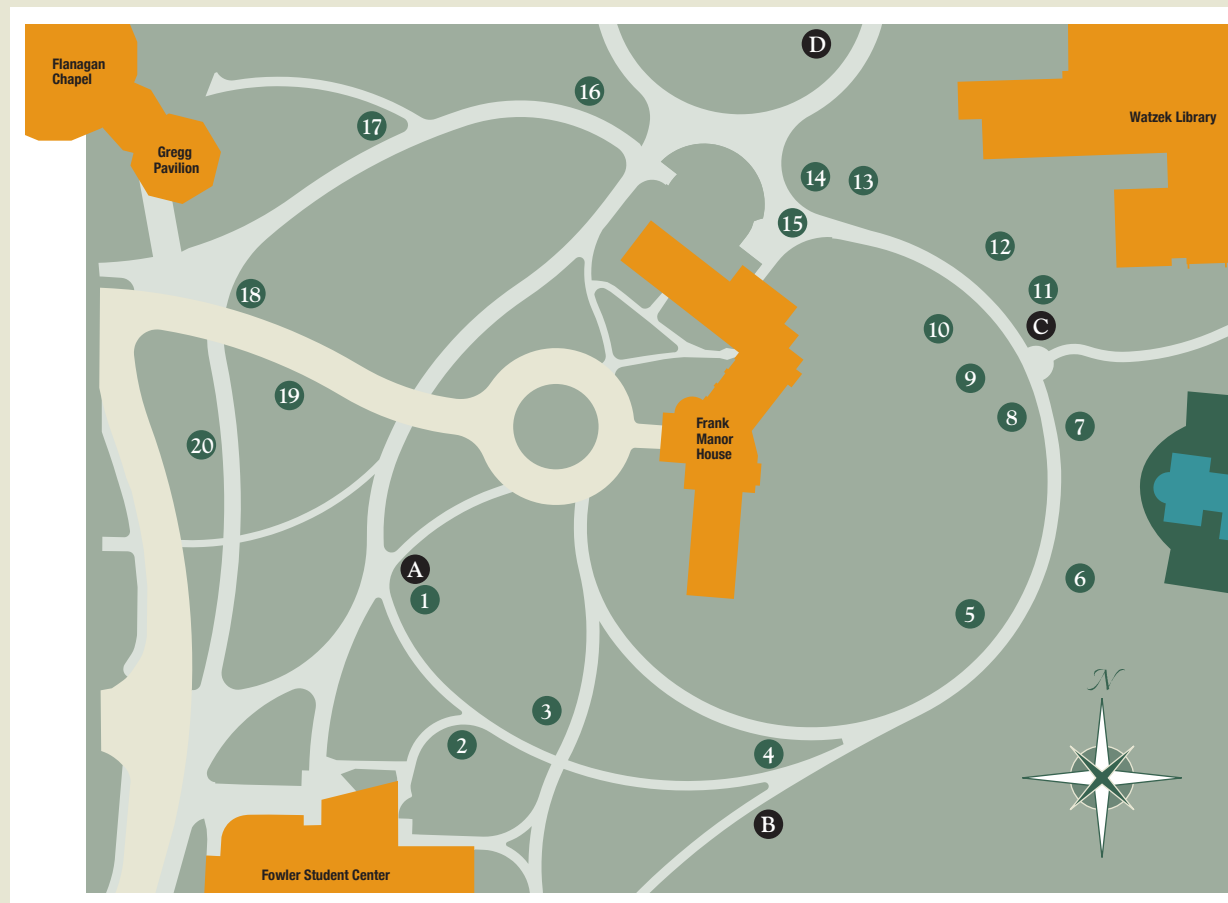 D
Flanagan
Chapel
16
Watzek Library
17
Gregg
Pavilion
14
13
15
12
18
11
C
10
9
19
8
Frank
Manor
House
7
20
A
6
1
5
N
3
2
4
B
Fowler Student Center